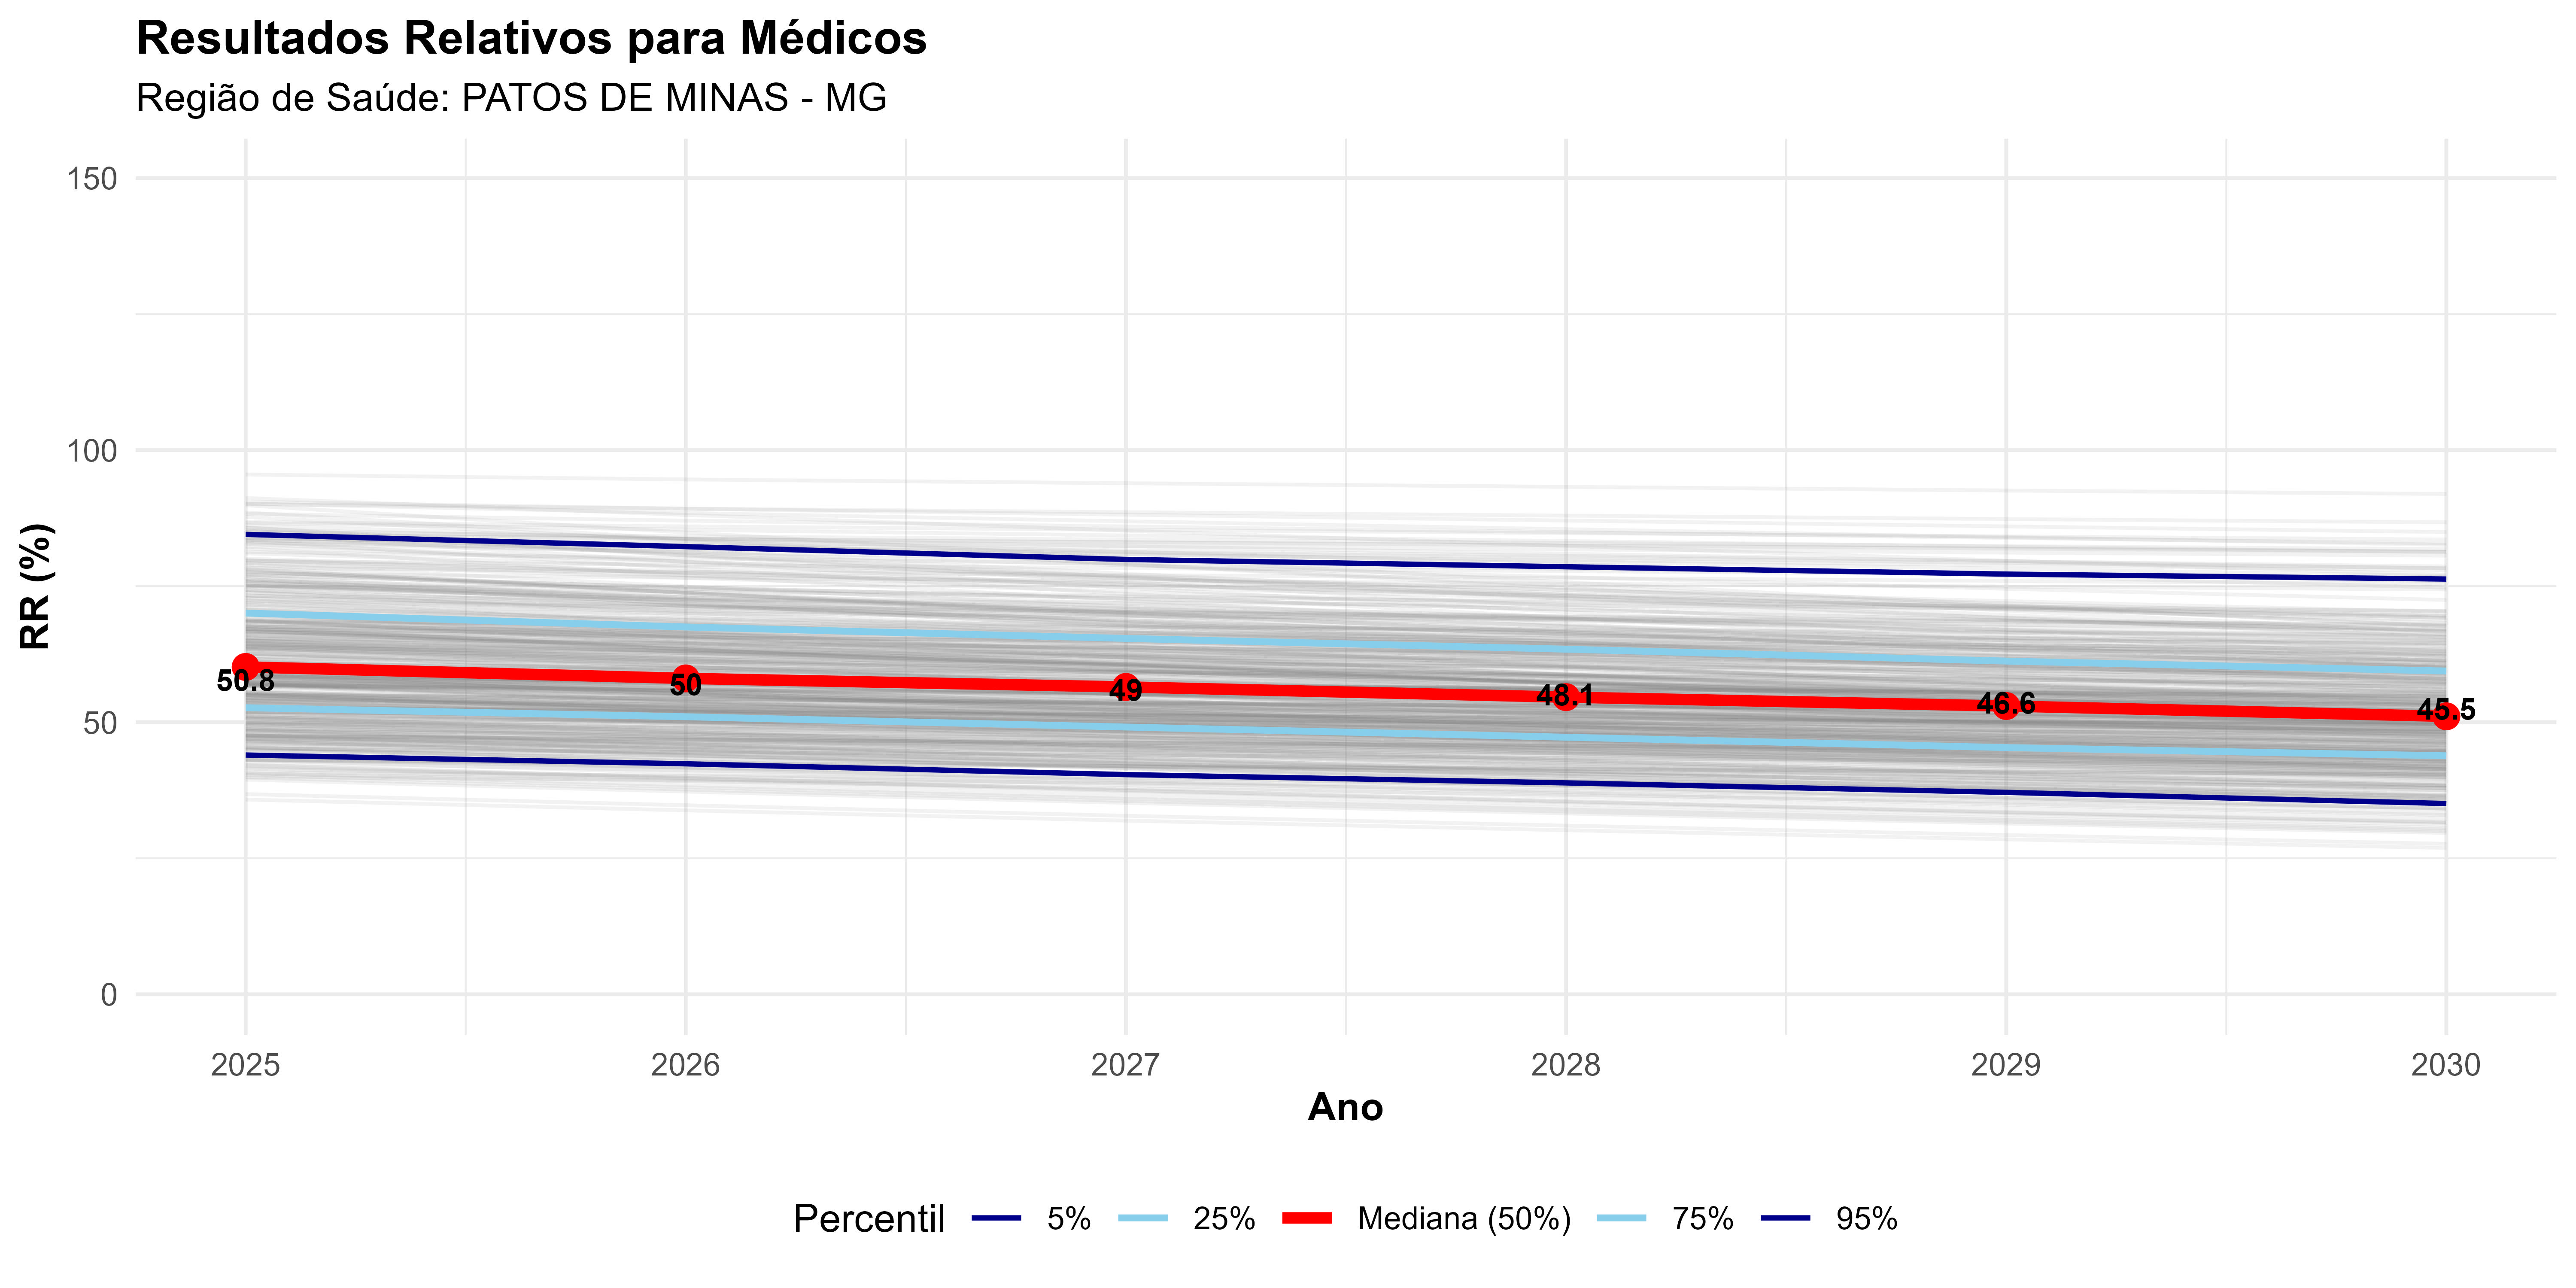 Resultados Relativos para Médicos
Região de Saúde: PATOS DE MINAS - MG
RR (%)
150
100
50
0
50.8
50
49
48.1
46.6
45.5
2025 2026 2027 2028 2029 2030
Ano
Percentil 5% 25% Mediana (50%) 75% 95%